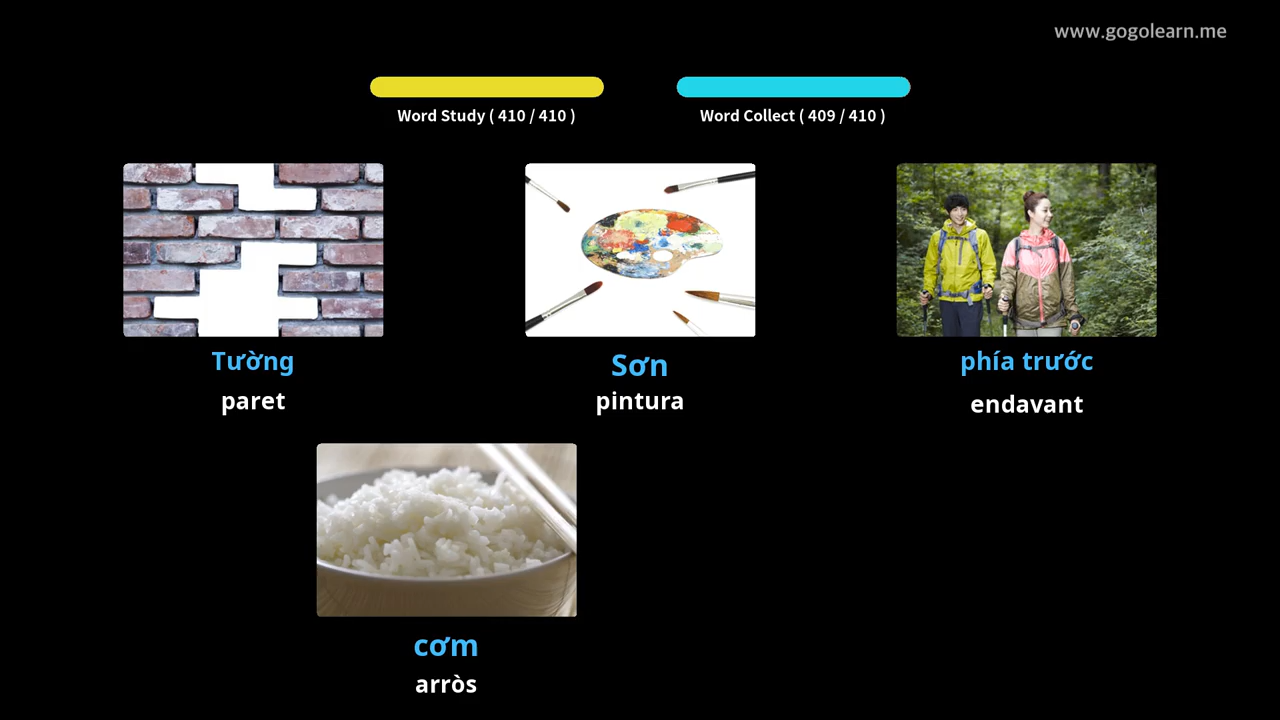 www.gogolearn.me
Word Study ( 410 / 410 )
Word Collect ( 409 / 410 )
Tường
paret
Sơn
pintura
phía trước
endavant
cơm
arròs